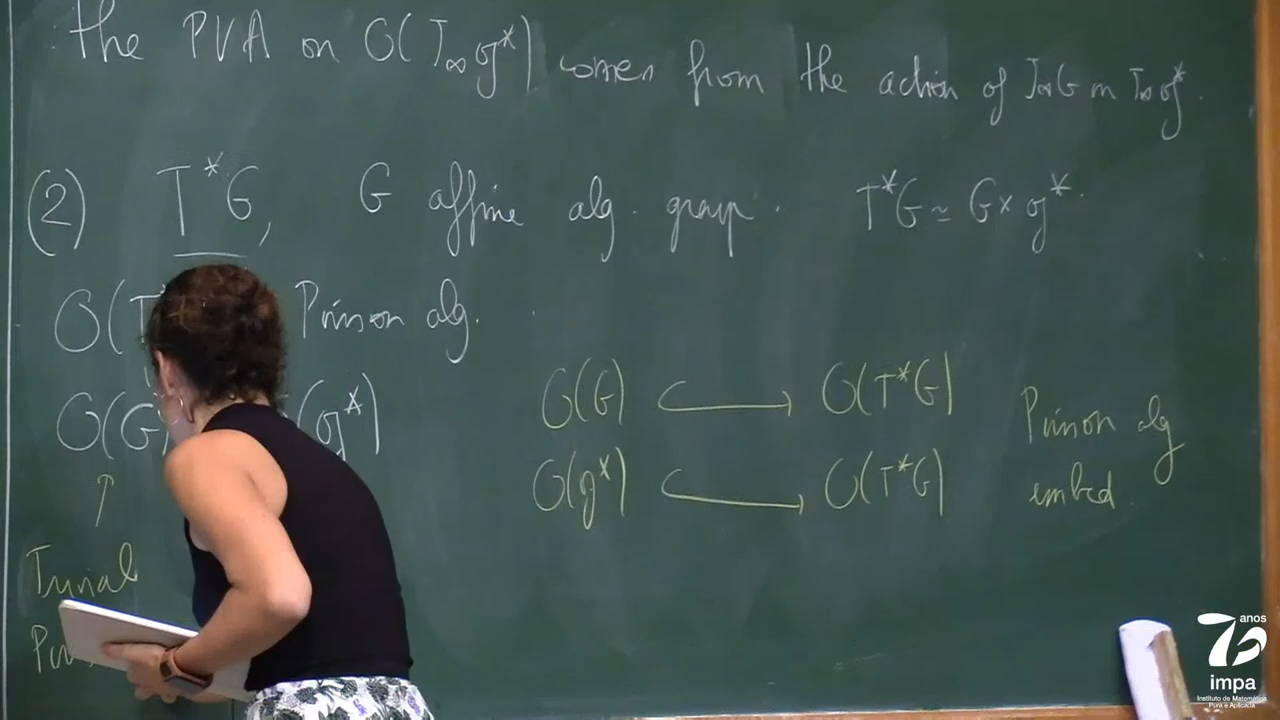 the PVA on O(J∞ g*) comes from the action of J∞G on J∞ g*.
(2) T*G, G affine alg. group. T*G ≃ G × g*.
O(T Poisson alg.
O(G) ↪ O(T*G) Poisson alg
O(G (g*)
O(g*) ↪ O(T*G) embed.
↑
Trivial
70 anos
impa
Instituto de Matemática
Pura e Aplicada